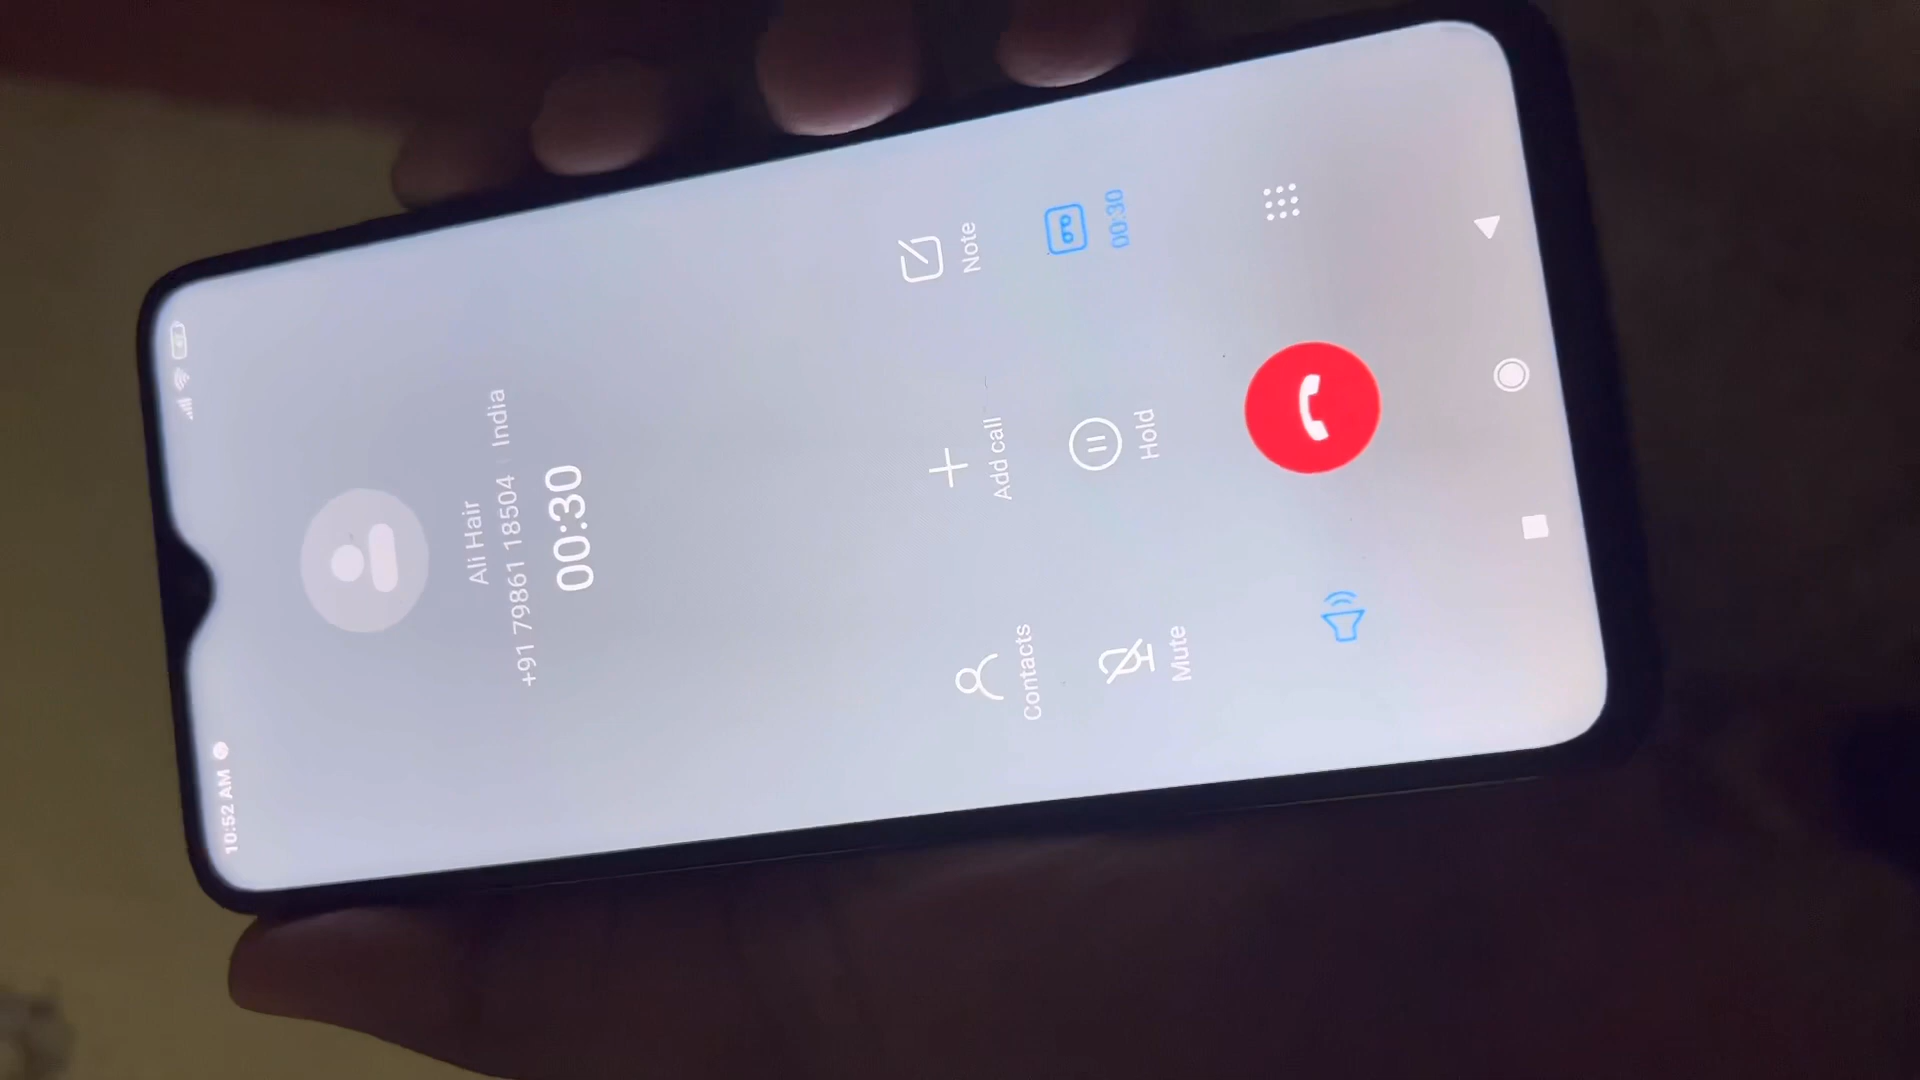 10:52 AM
Ali Hair
+91 79861 18504 India
00:30
Note
Add call
Contacts
00:30
Hold
Mute